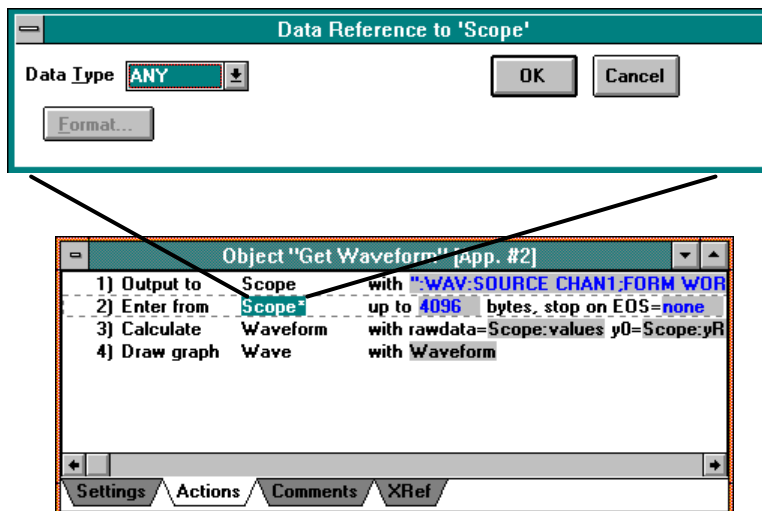 Data Reference to 'Scope'
Data Type ANY
OK
Cancel
Format...
Object "Get Waveform" [App. #2]
1) Output to Scope with ":WAV:SOURCE CHAN1;FORM WOR
2) Enter from Scope* up to 4096 bytes, stop on EOS=none
3) Calculate Waveform with rawdata=Scope:values y0=Scope:yR
4) Draw graph Wave with Waveform
Settings Actions Comments XRef